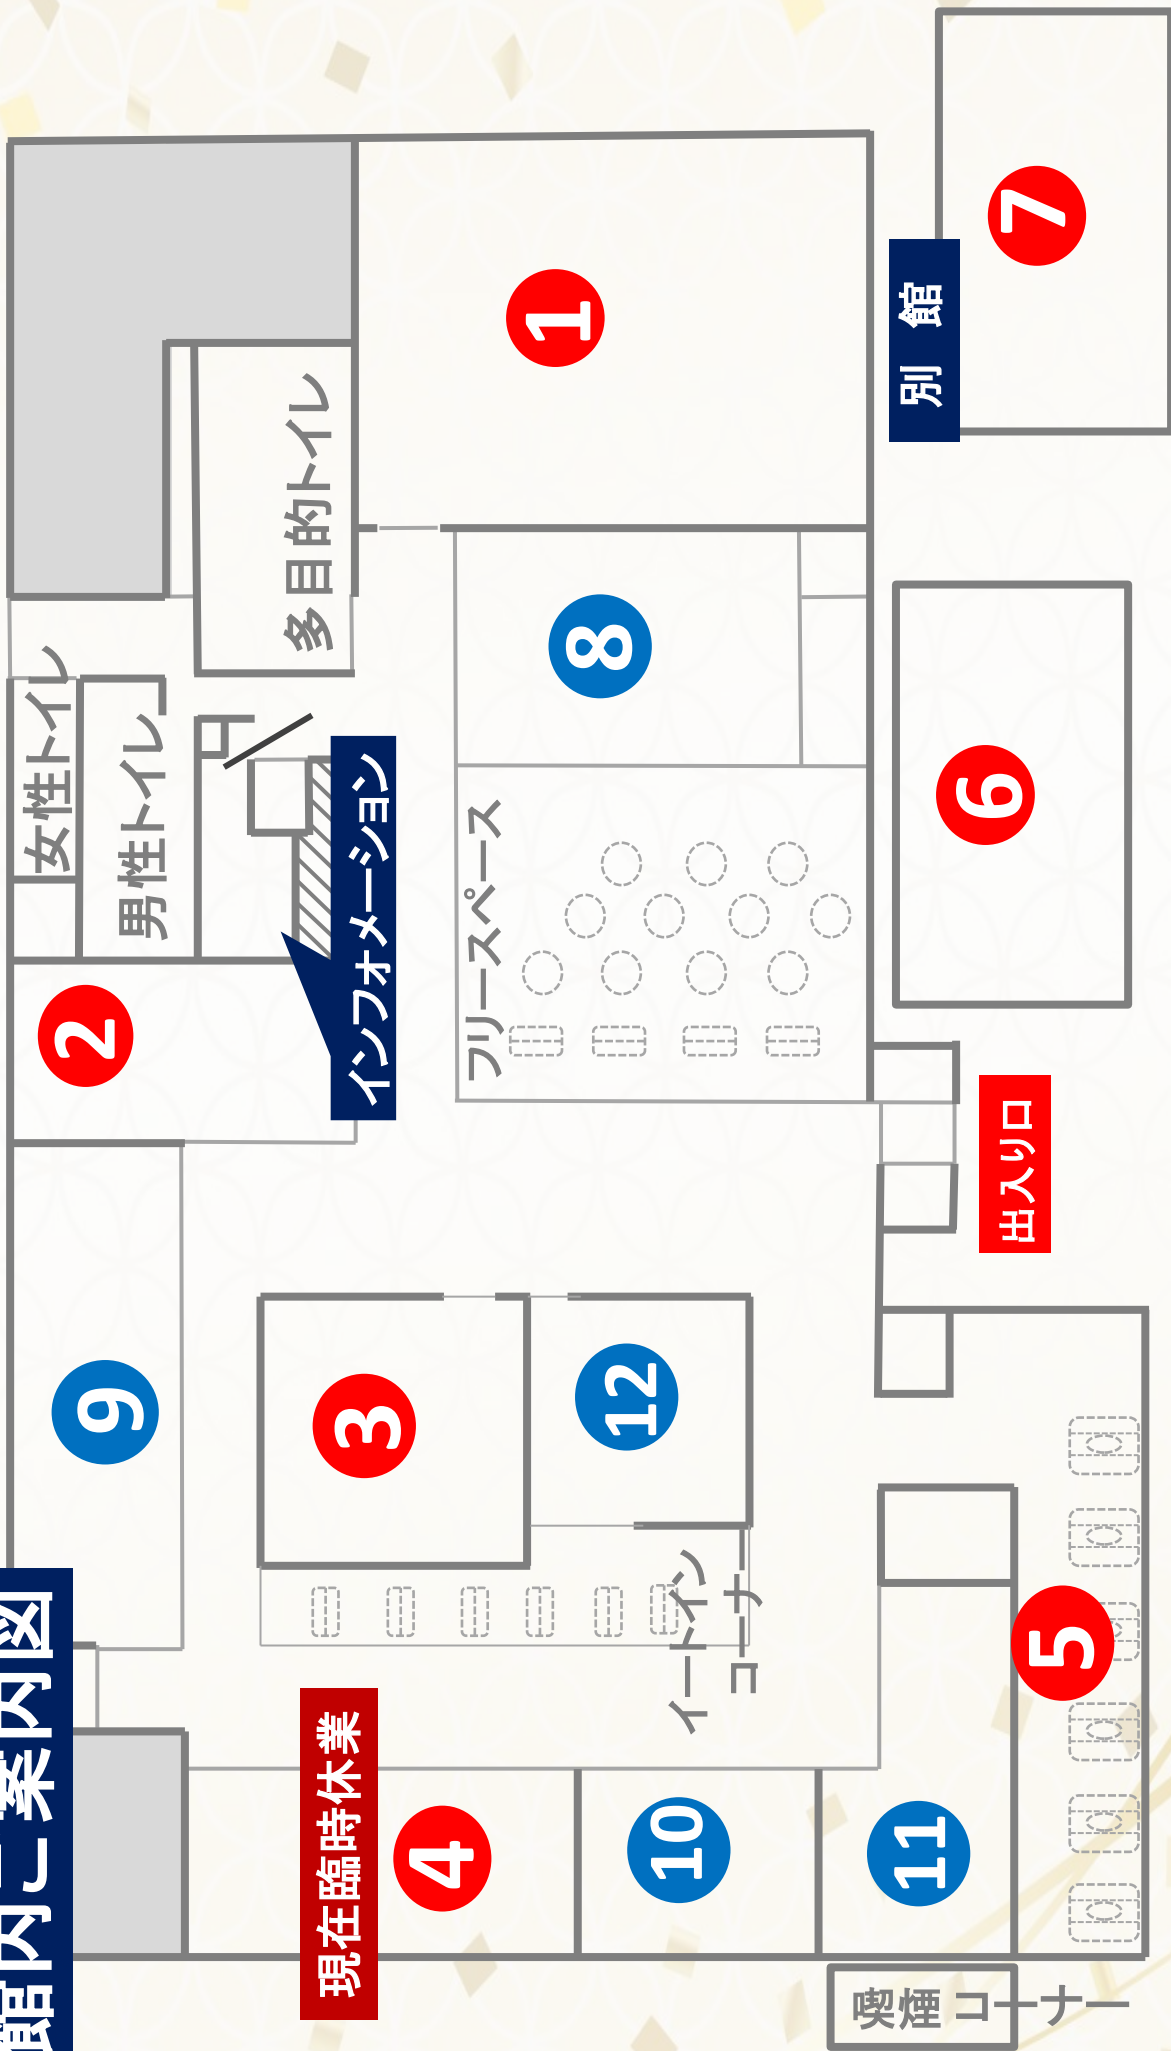 館内ご案内図
女性トイレ
男性トイレ
多目的トイレ
2
インフォメーション
1
9
3
12
8
フリースペース
イートイン
コーナー
現在臨時休業
4
10
11
5
出入り口
6
別 館
7
喫煙コーナー